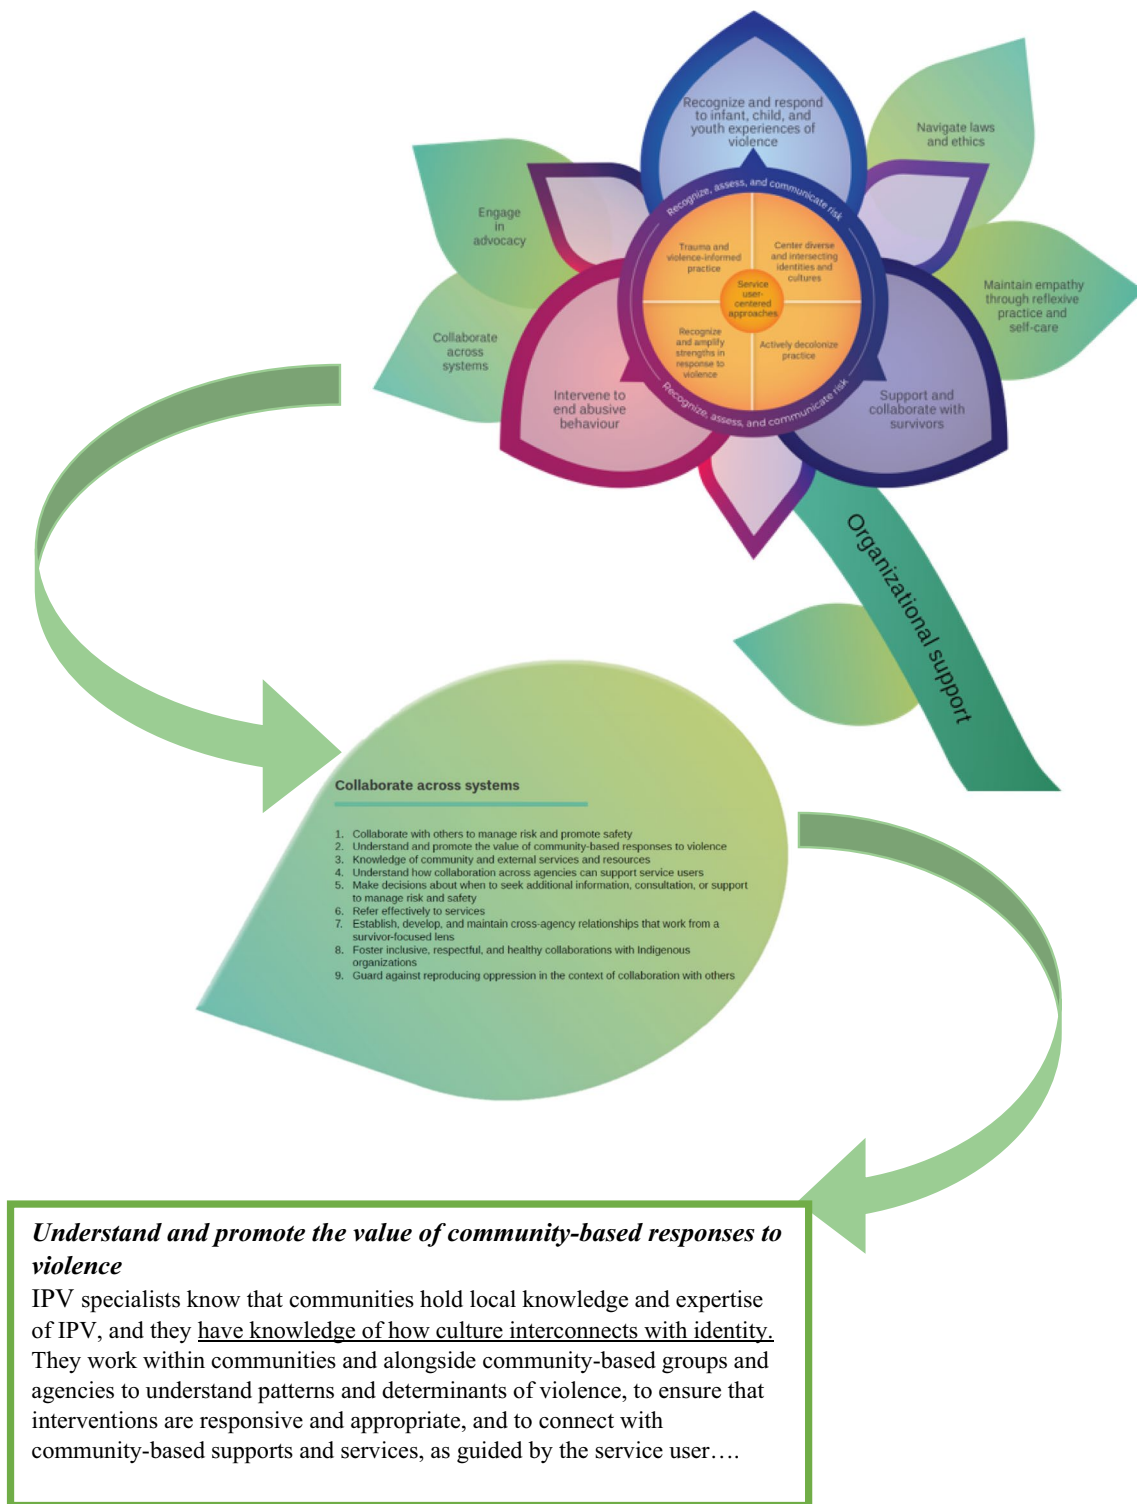 Recognize and respond
to infant, child, and
youth experiences of
violence
Navigate laws
and ethics
Engage
in
advocacy
Recognize, assess, and communicate risk
Trauma and
violence-informed
practice
Center diverse
and intersecting
identities and
cultures
Service
user-
centered
approaches
Maintain empathy
through reflexive
practice and
self-care
Collaborate
across
systems
Recognize
and amplify
strengths in
response to
violence
Actively decolonize
practice
Recognize, assess, and communicate risk
Intervene to
end abusive
behaviour
Support and
collaborate with
survivors
Organizational support
Collaborate across systems
1. Collaborate with others to manage risk and promote safety
2. Understand and promote the value of community-based responses to violence
3. Knowledge of community and external services and resources
4. Understand how collaboration across agencies can support service users
5. Make decisions about when to seek additional information, consultation, or support
to manage risk and safety
6. Refer effectively to services
7. Establish, develop, and maintain cross-agency relationships that work from a
survivor-focused lens
8. Foster inclusive, respectful, and healthy collaborations with Indigenous
organizations
9. Guard against reproducing oppression in the context of collaboration with others
Understand and promote the value of community-based responses to
violence
IPV specialists know that communities hold local knowledge and expertise
of IPV, and they have knowledge of how culture interconnects with identity.
They work within communities and alongside community-based groups and
agencies to understand patterns and determinants of violence, to ensure that
interventions are responsive and appropriate, and to connect with
community-based supports and services, as guided by the service user….